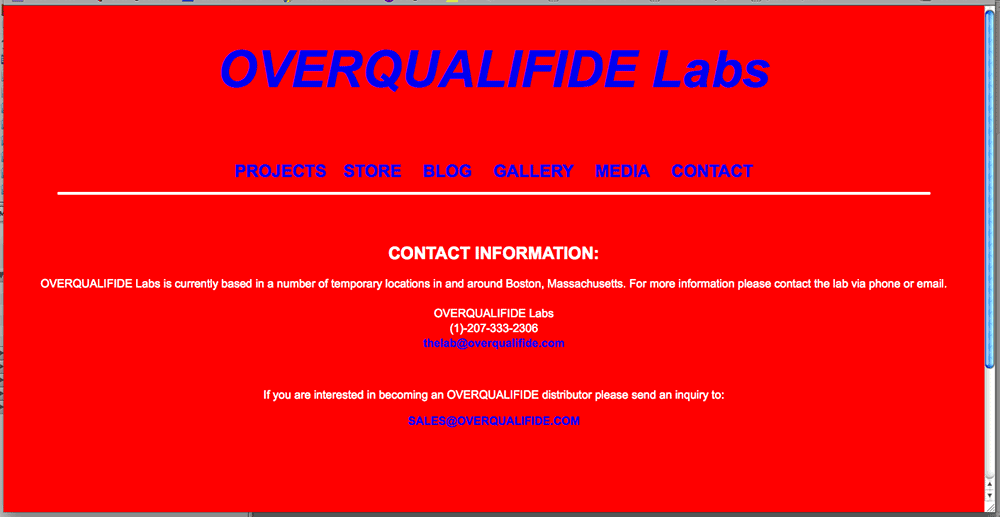 OVERQUALIFIDE Labs
PROJECTS STORE BLOG GALLERY MEDIA CONTACT
CONTACT INFORMATION:
OVERQUALIFIDE Labs is currently based in a number of temporary locations in and around Boston, Massachusetts. For more information please contact the lab via phone or email.
OVERQUALIFIDE Labs
(1)-207-333-2306
thelab@overqualifide.com
If you are interested in becoming an OVERQUALIFIDE distributor please send an inquiry to:
SALES@OVERQUALIFIDE.COM